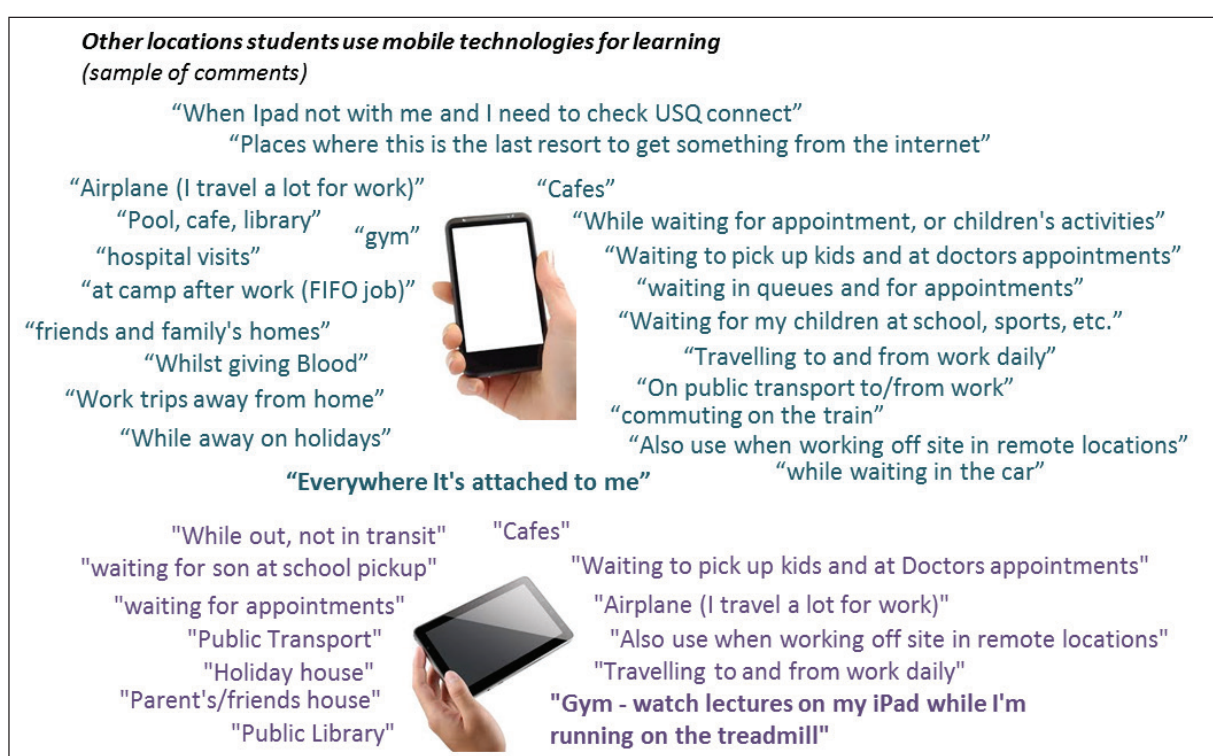 Other locations students use mobile technologies for learning
(sample of comments)
“When Ipad not with me and I need to check USQ connect”
“Places where this is the last resort to get something from the internet”
“Airplane (I travel a lot for work)”
“Pool, cafe, library”
“gym”
“hospital visits”
“at camp after work (FIFO job)”
“friends and family's homes”
“Whilst giving Blood”
“Work trips away from home”
“While away on holidays”
“Cafes”
“While waiting for appointment, or children's activities”
“Waiting to pick up kids and at doctors appointments”
“waiting in queues and for appointments”
“Waiting for my children at school, sports, etc.”
“Travelling to and from work daily”
“On public transport to/from work”
“commuting on the train”
“Also use when working off site in remote locations”
“while waiting in the car”
“Everywhere It's attached to me”
"While out, not in transit"
"waiting for son at school pickup"
"waiting for appointments"
"Public Transport"
"Holiday house"
"Parent's/friends house"
"Public Library"
"Cafes"
"Waiting to pick up kids and at Doctors appointments"
"Airplane (I travel a lot for work)"
"Also use when working off site in remote locations"
"Travelling to and from work daily"
"Gym - watch lectures on my iPad while I'm
running on the treadmill"